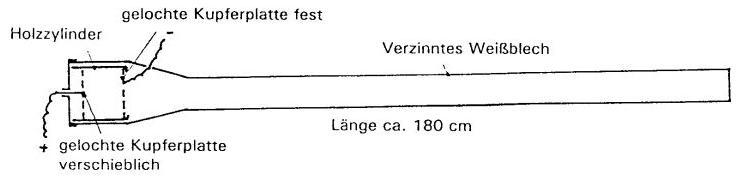 gelochte Kupferplatte fest
Holzzylinder
Verzinntes Weißblech
Länge ca. 180 cm
+ gelochte Kupferplatte
verschieblich